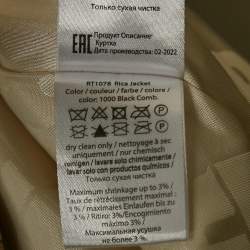 Только сухая чистка
EAC Продукт Описание
Куртка
Дата производства: 02-2022
RT1078 Rica Jacket
Color / couleur / farbe / colore /
color: 1000 Black Comb.
dry clean only / nettoyage à sec
uniquement / nur chemisch
reinigen / lavare solo chimicamente /
lavar solo con productos vinculados
Только сухая чистка
Maximum shrinkage up to 3% /
Taux de rétrécissement maximal :
3 % / maximales Einlaufen bis zu
3 % / Ritiro: 3%/Encogimiento
máximo 3% /
Максимальная усушка
не более 3 %.